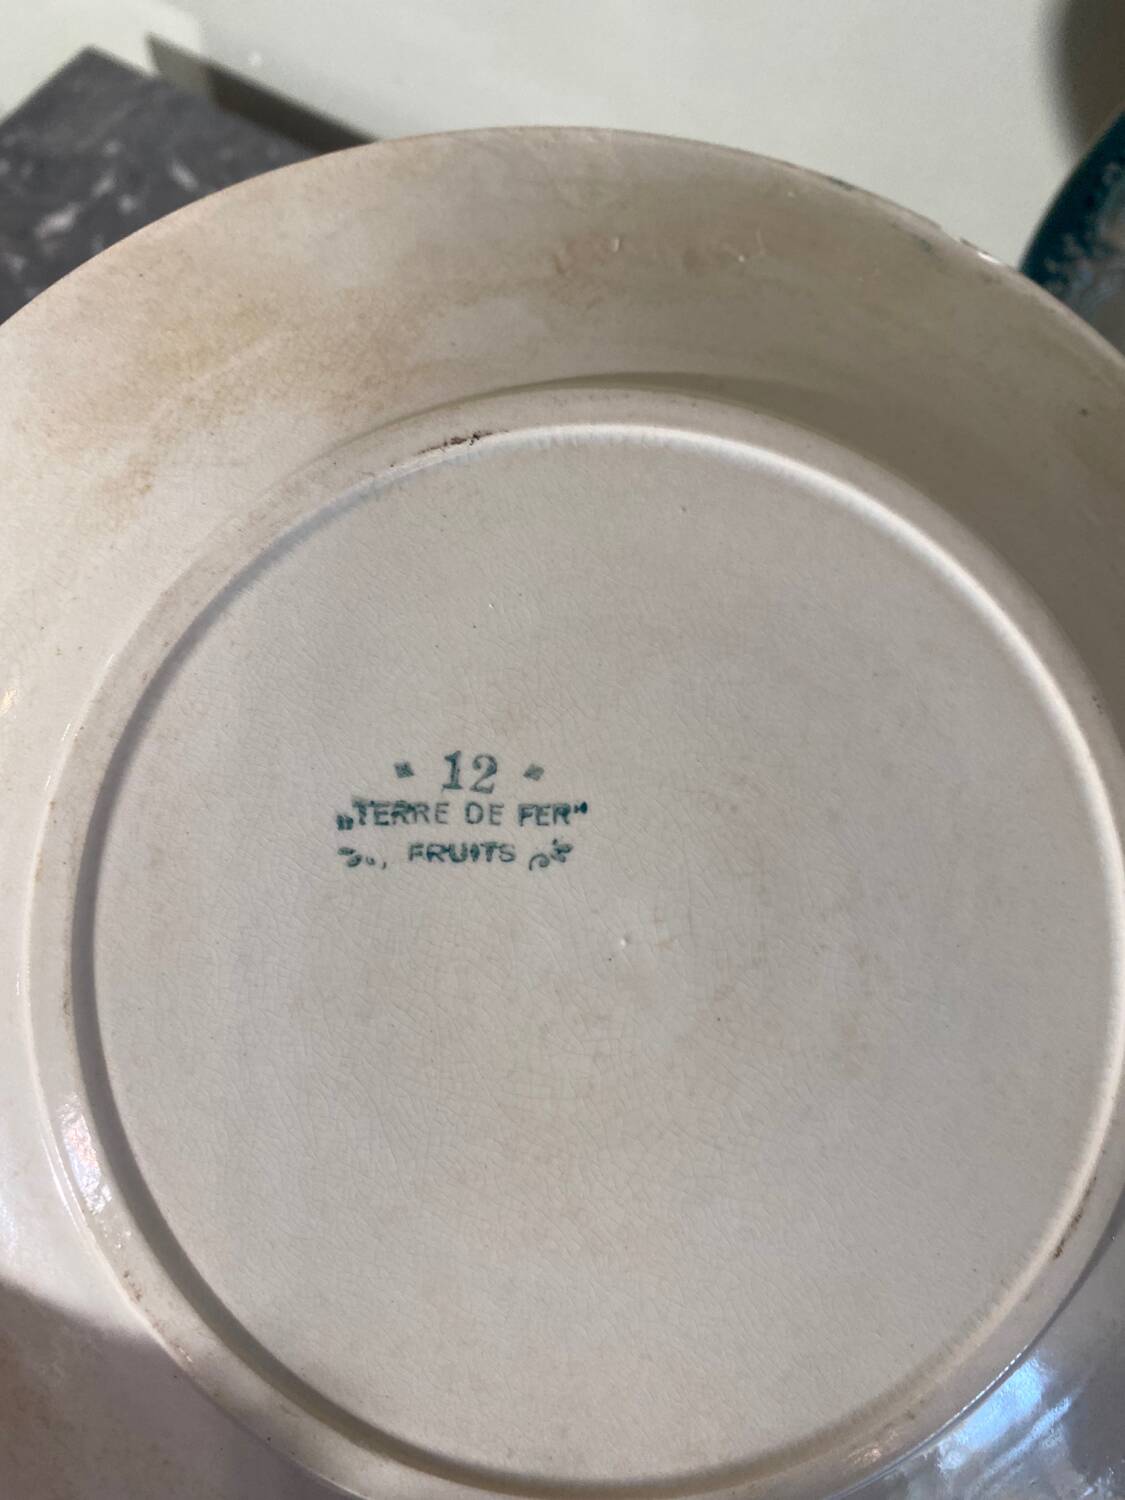 12
„TERRE DE FER"
FRUITS